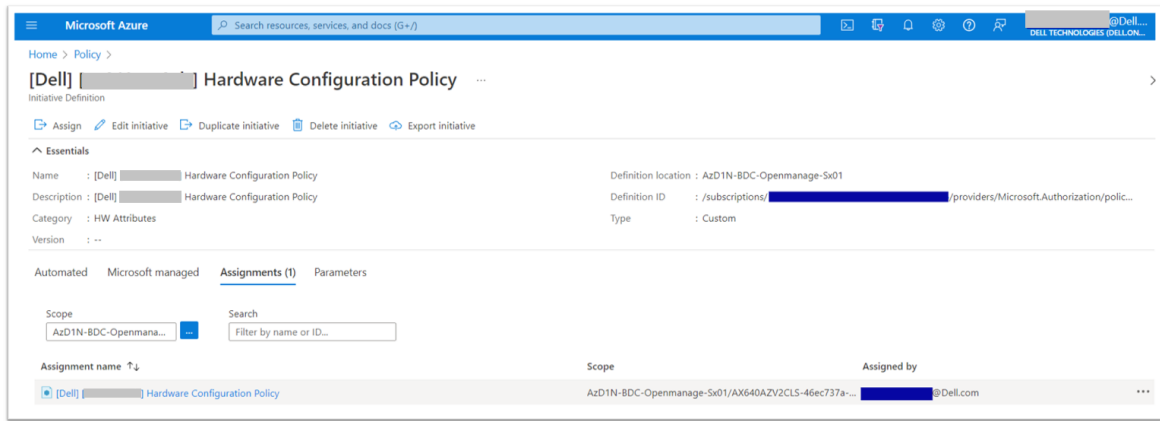 Microsoft Azure Search resources, services, and docs (G+/) @Dell....
DELL TECHNOLOGIES (DELL.ON...
Home > Policy >
[Dell] [ ] Hardware Configuration Policy ...
Initiative Definition
Assign Edit initiative Duplicate initiative Delete initiative Export initiative
Essentials
Name : [Dell] Hardware Configuration Policy Definition location : AzD1N-BDC-Openmanage-Sx01
Description : [Dell] Hardware Configuration Policy Definition ID : /subscriptions/ /providers/Microsoft.Authorization/polic...
Category : HW Attributes Type : Custom
Version : --
Automated Microsoft managed Assignments (1) Parameters
Scope Search
AzD1N-BDC-Openmana... ... Filter by name or ID...
Assignment name ↑↓ Scope Assigned by
[Dell] [ ] Hardware Configuration Policy AzD1N-BDC-Openmanage-Sx01/AX640AZV2CLS-46ec737a-... @Dell.com ...